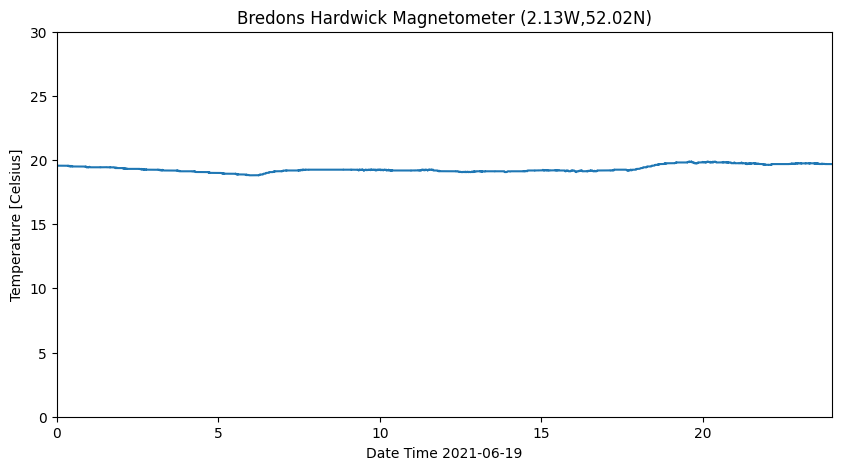 Bredons Hardwick Magnetometer (2.13W,52.02N)
Temperature [Celsius]
30
25
20
15
10
5
0
0 5 10 15 20
Date Time 2021-06-19